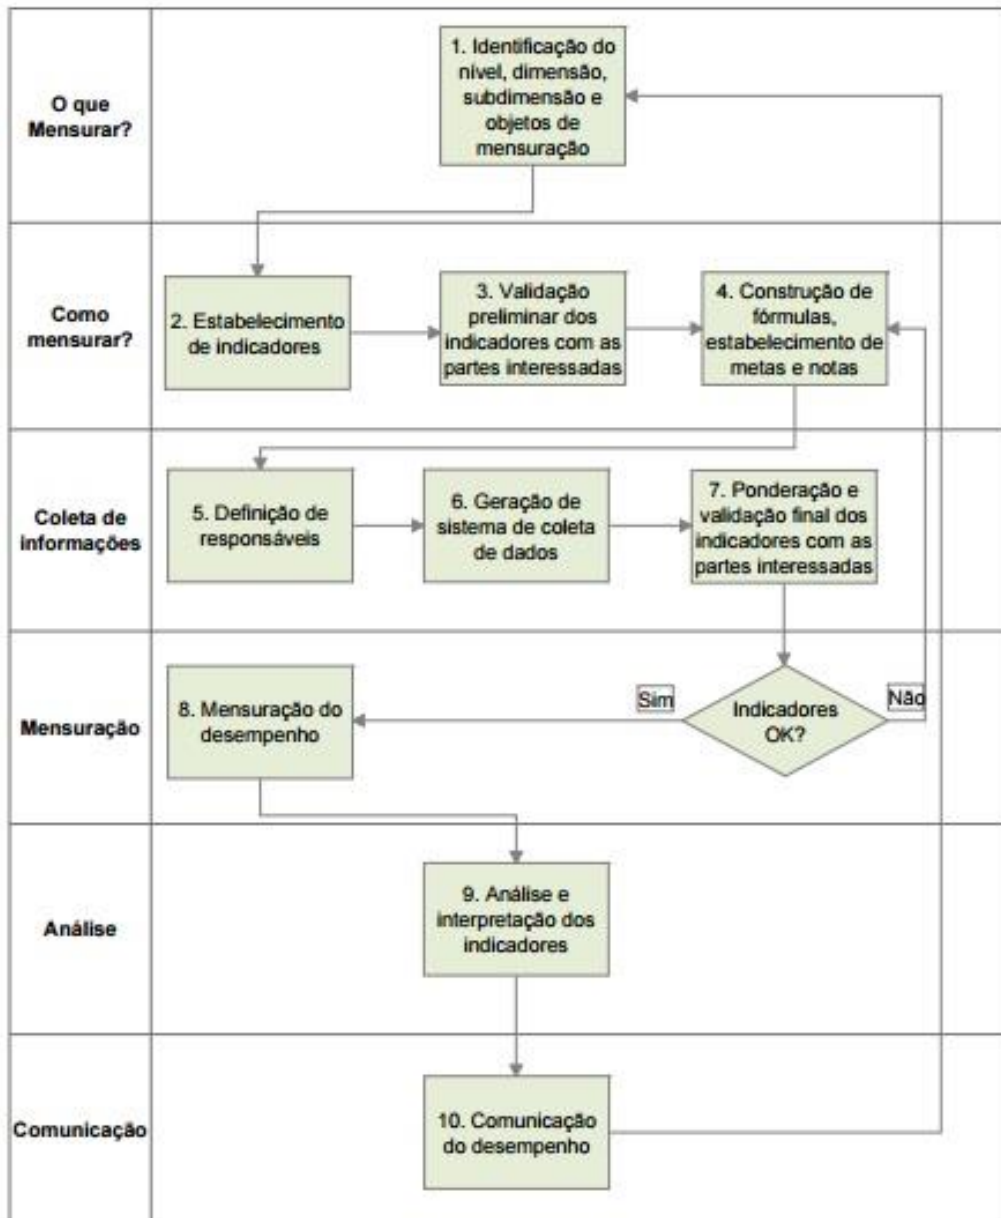 O que
Mensurar?
1. Identificação do
nível, dimensão,
subdimensão e
objetos de
mensuração
Como
mensurar?
2. Estabelecimento
de indicadores
3. Validação
preliminar dos
indicadores com as
partes interessadas
4. Construção de
fórmulas,
estabelecimento de
metas e notas
Coleta de
informações
5. Definição de
responsáveis
6. Geração de
sistema de coleta
de dados
7. Ponderação e
validação final dos
indicadores com as
partes interessadas
Mensuração
8. Mensuração do
desempenho
Sim
Indicadores
OK?
Não
Análise
9. Análise e
interpretação dos
indicadores
Comunicação
10. Comunicação
do desempenho